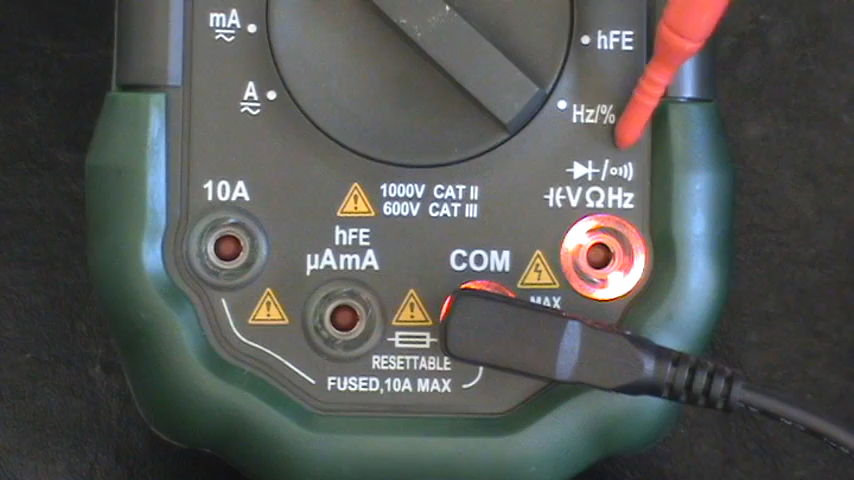 mA
hFE
A
Hz/%
10A
1000V CAT II
600V CAT III
VΩHz
hFE
µAmA
COM
MAX
RESETTABLE
FUSED,10A MAX